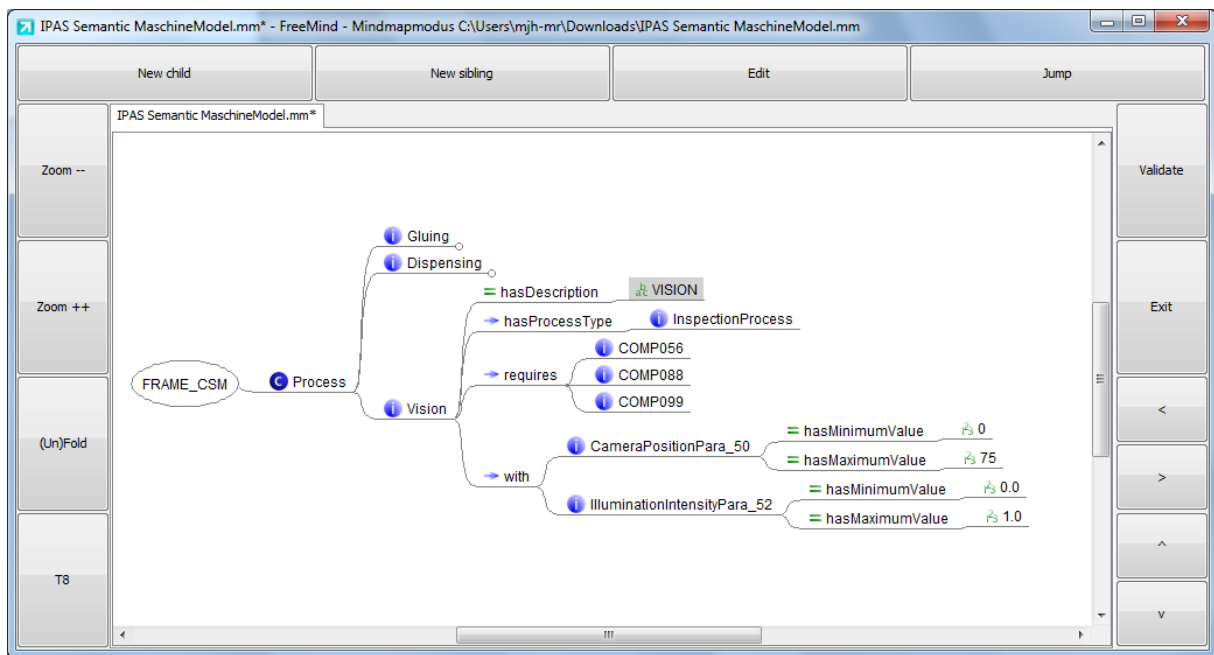 IPAS Semantic MaschineModel.mm* - FreeMind - Mindmapmodus C:\Users\mjh-mr\Downloads\IPAS Semantic MaschineModel.mm
New child New sibling Edit Jump
IPAS Semantic MaschineModel.mm*
Zoom --
Zoom ++
(Un)Fold
T8
FRAME_CSM
C Process
i Gluing
i Dispensing
i Vision
= hasDescription VISION
hasProcessType i InspectionProcess
requires
i COMP056
i COMP088
i COMP099
with
i CameraPositionPara_50
= hasMinimumValue 0
= hasMaximumValue 75
i IlluminationIntensityPara_52
= hasMinimumValue 0.0
= hasMaximumValue 1.0
Validate
Exit
<
>
^
v